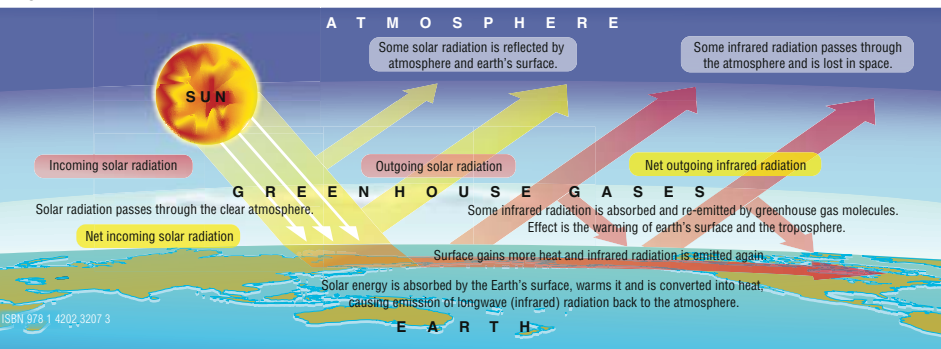 ATMOSPHERE
Some solar radiation is reflected by
atmosphere and earth's surface.
Some infrared radiation passes through
the atmosphere and is lost in space.
SUN
Incoming solar radiation
Outgoing solar radiation
Net outgoing infrared radiation
GREENHOUSE GASES
Solar radiation passes through the clear atmosphere.
Net incoming solar radiation
Some infrared radiation is absorbed and re-emitted by greenhouse gas molecules.
Effect is the warming of earth's surface and the troposphere.
Surface gains more heat and infrared radiation is emitted again.
Solar energy is absorbed by the Earth's surface, warms it and is converted into heat,
causing emission of longwave (infrared) radiation back to the atmosphere.
ISBN 978 1 4202 3207 3
EARTH